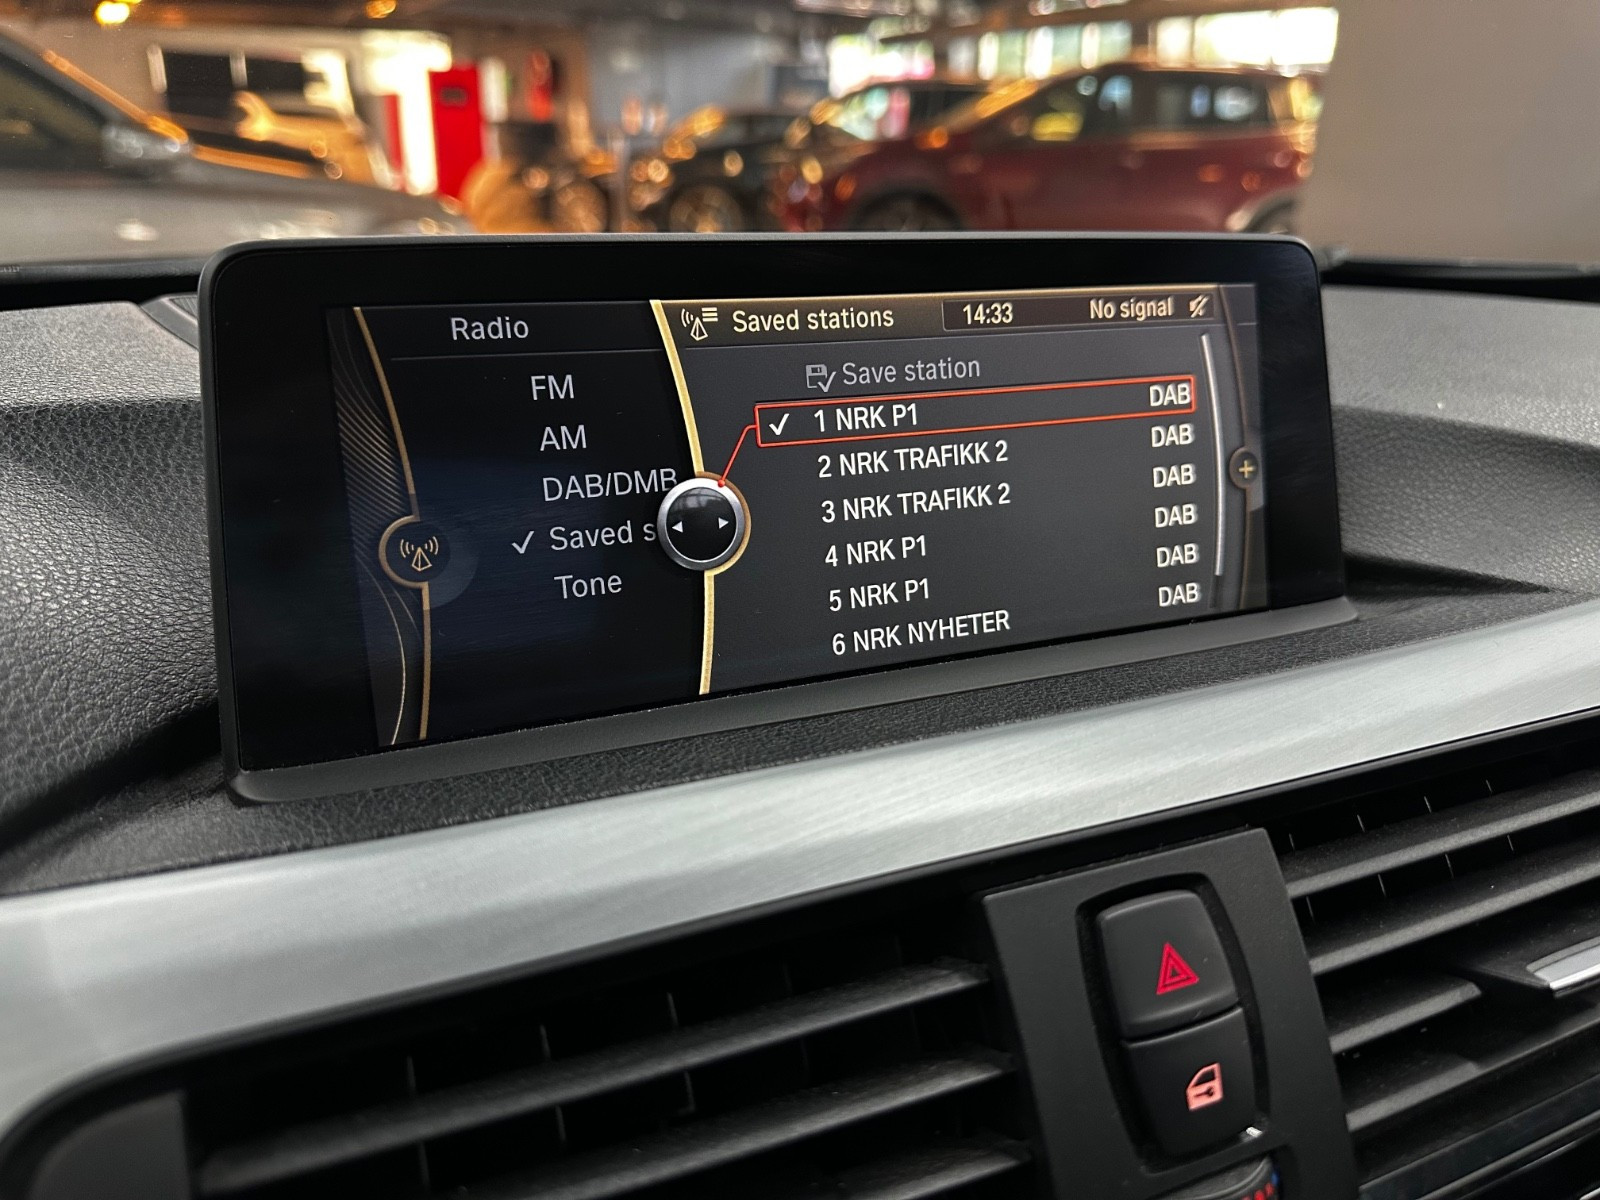 Radio
FM
AM
DAB/DMB
Saved s
Tone
Saved stations
14:33
No signal
Save station
1 NRK P1 DAB
2 NRK TRAFIKK 2 DAB
3 NRK TRAFIKK 2 DAB
4 NRK P1 DAB
5 NRK P1 DAB
6 NRK NYHETER DAB